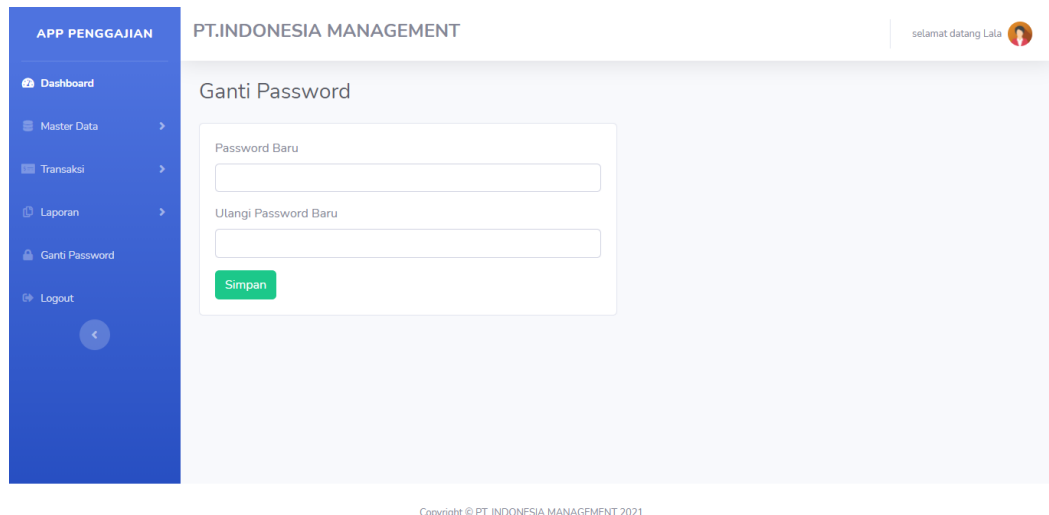 APP PENGGAJIAN
PT.INDONESIA MANAGEMENT
selamat datang Lala
Dashboard
Master Data
Transaksi
Laporan
Ganti Password
Logout
Ganti Password
Password Baru
Ulangi Password Baru
Simpan
Copyright © PT. INDONESIA MANAGEMENT 2021